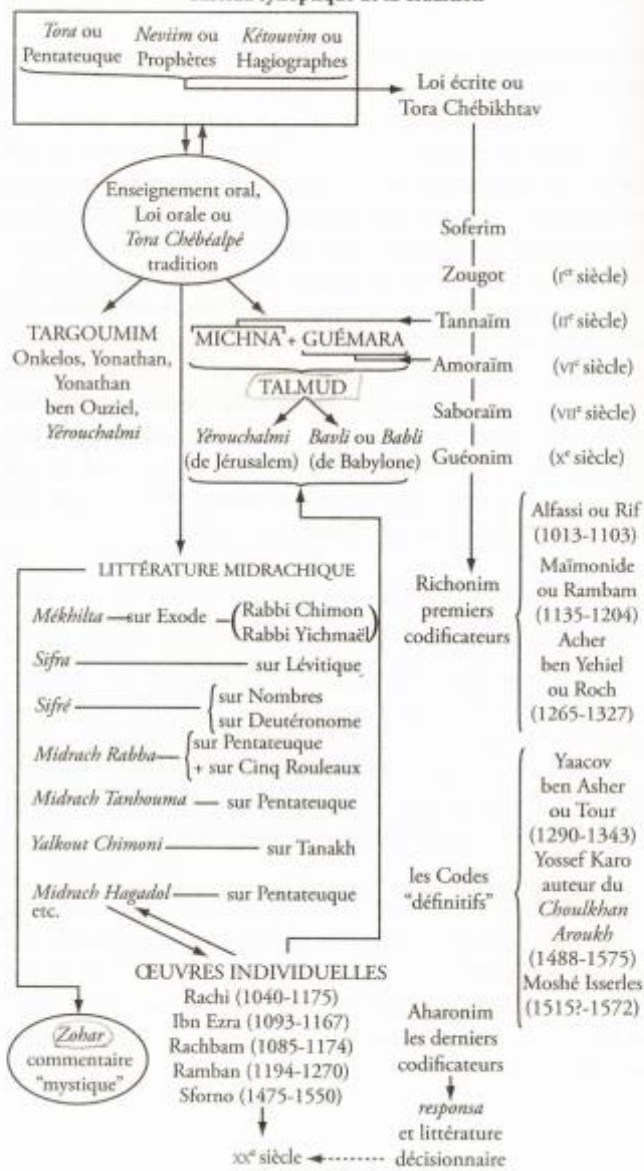 Tableau synoptique de la tradition
Tora ou
Pentateuque
Neviim ou
Prophètes
Kétouvim ou
Hagiographes
Loi écrite ou
Tora Chébikhtav
Enseignement oral,
Loi orale ou
Tora Chébéalpé
tradition
Soferim
Zougot (Ier siècle)
Tannaïm (IIe siècle)
Amoraïm (VIe siècle)
Saboraïm (VIIe siècle)
Guéonim (Xe siècle)
TARGOUMIM
Onkelos, Yonathan,
Yonathan
ben Ouziel,
Yérouchalmi
MICHNA + GUÉMARA
TALMUD
Yérouchalmi
(de Jérusalem)
Bavli ou Babli
(de Babylone)
Richonim
premiers
codificateurs
Alfassi ou Rif
(1013-1103)
Maïmonide
ou Rambam
(1135-1204)
Acher
ben Yehiel
ou Roch
(1265-1327)
LITTÉRATURE MIDRACHIQUE
Mékhilta sur Exode (Rabbi Chimon
Rabbi Yichmaël)
Sifra sur Lévitique
Sifré sur Nombres
sur Deutéronome
Midrach Rabba sur Pentateuque
+ sur Cinq Rouleaux
Midrach Tanhouma sur Pentateuque
Yalkout Chimoni sur Tanakh
Midrach Hagadol sur Pentateuque
etc.
les Codes
"définitifs"
Yaacov
ben Asher
ou Tour
(1290-1343)
Yossef Karo
auteur du
Choulkhan
Aroukh
(1488-1575)
Moshé Isserles
(1515?-1572)
ŒUVRES INDIVIDUELLES
Rachi (1040-1175)
Ibn Ezra (1093-1167)
Rachbam (1085-1174)
Ramban (1194-1270)
Sforno (1475-1550)
XXe siècle
Zohar
commentaire
"mystique"
Aharonim
les derniers
codificateurs
responsa
et littérature
décisionnaire